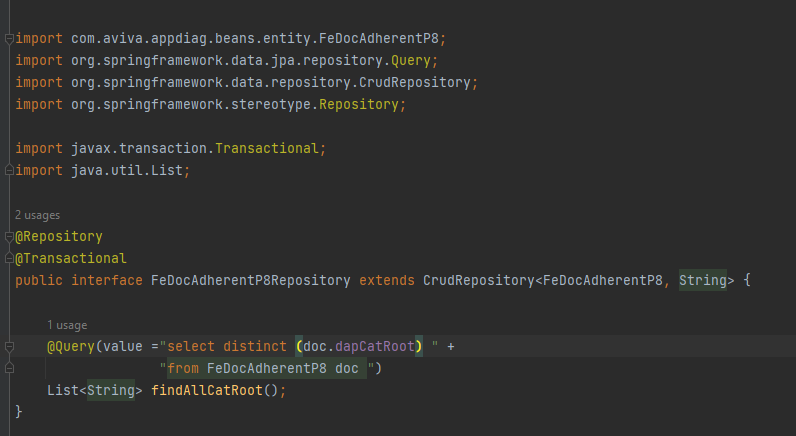 import com.aviva.appdiag.beans.entity.FeDocAdherentP8;
import org.springframework.data.jpa.repository.Query;
import org.springframework.data.repository.CrudRepository;
import org.springframework.stereotype.Repository;
import javax.transaction.Transactional;
import java.util.List;
2 usages
@Repository
@Transactional
public interface FeDocAdherentP8Repository extends CrudRepository<FeDocAdherentP8, String> {
1 usage
@Query(value ="select distinct (doc.dapCatRoot) " +
"from FeDocAdherentP8 doc ")
List<String> findAllCatRoot();
}